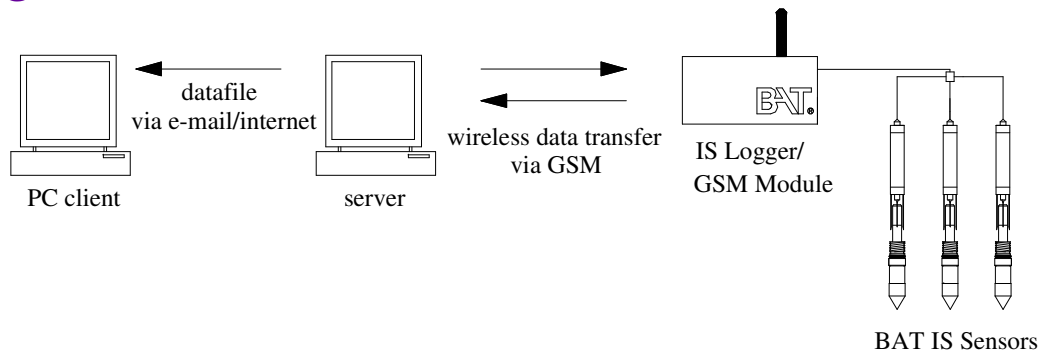 datafile
via e-mail/internet
wireless data transfer
via GSM
BAT®
IS Logger/
GSM Module
PC client
server
BAT IS Sensors